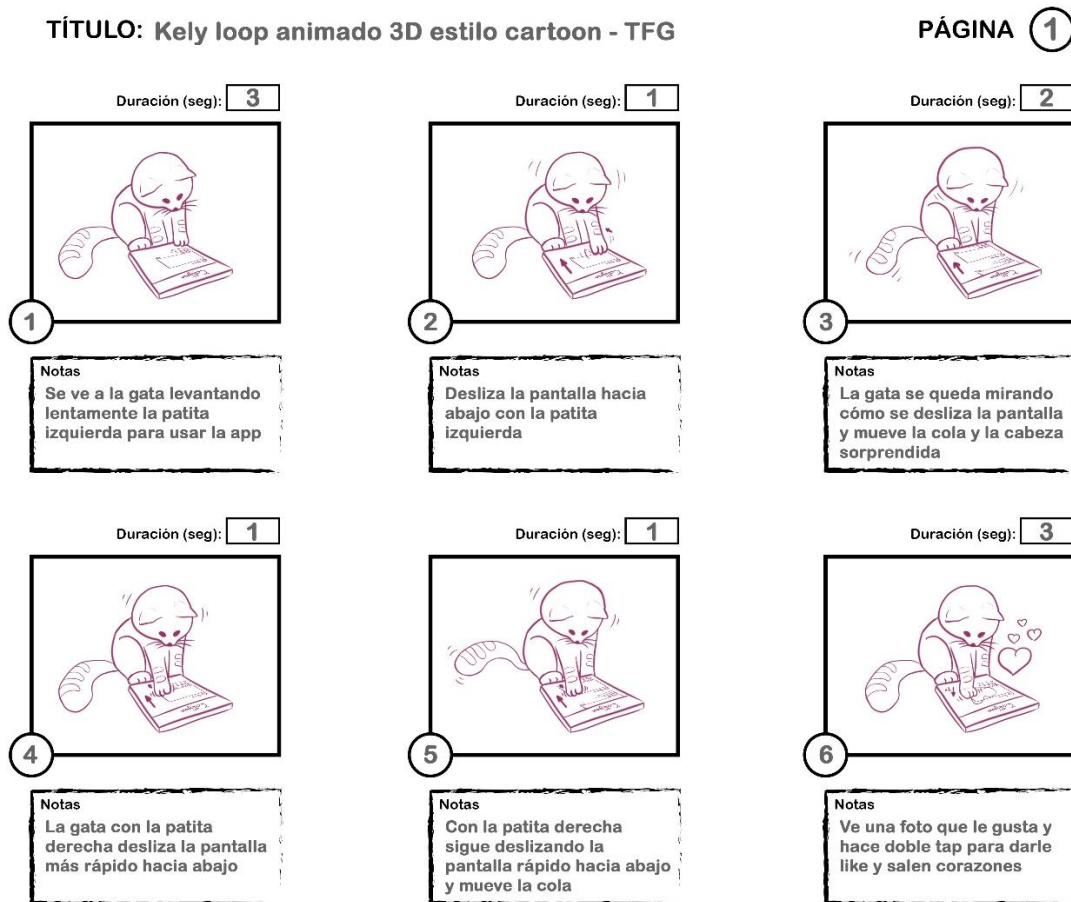 TÍTULO: Kely loop animado 3D estilo cartoon - TFG
PÁGINA 1
Duración (seg): 3
1
Notas
Se ve a la gata levantando
lentamente la patita
izquierda para usar la app
Duración (seg): 1
2
Notas
Desliza la pantalla hacia
abajo con la patita
izquierda
Duración (seg): 2
3
Notas
La gata se queda mirando
cómo se desliza la pantalla
y mueve la cola y la cabeza
sorprendida
Duración (seg): 1
4
Notas
La gata con la patita
derecha desliza la pantalla
más rápido hacia abajo
Duración (seg): 1
5
Notas
Con la patita derecha
sigue deslizando la
pantalla rápido hacia abajo
y mueve la cola
Duración (seg): 3
6
Notas
Ve una foto que le gusta y
hace doble tap para darle
like y salen corazones